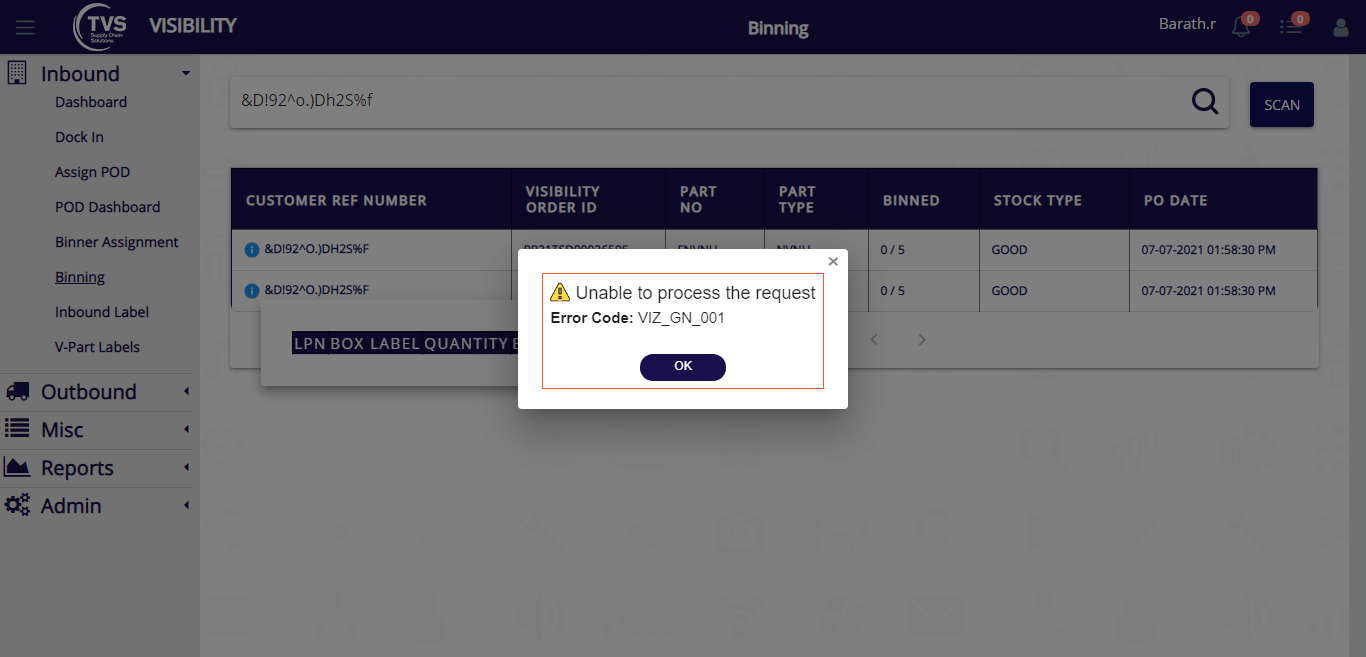 TVS
Supply Chain
Solutions
VISIBILITY
Binning
Barath.r
0
0
Inbound
Dashboard
Dock In
Assign POD
POD Dashboard
Binner Assignment
Binning
Inbound Label
V-Part Labels
Outbound
Misc
Reports
Admin
&D!92^o.)Dh2S%f
SCAN
CUSTOMER REF NUMBER VISIBILITY ORDER ID PART NO PART TYPE BINNED STOCK TYPE PO DATE
&D!92^O.)DH2S%F 0 / 5 GOOD 07-07-2021 01:58:30 PM
&D!92^O.)DH2S%F 0 / 5 GOOD 07-07-2021 01:58:30 PM
LPN BOX LABEL QUANTITY
×
Unable to process the request
Error Code: VIZ_GN_001
OK